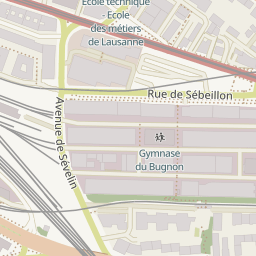 École technique
- École
des métiers
de Lausanne
Rue de Sébeillon
Avenue de Sévelin
Gymnase
du Bugnon